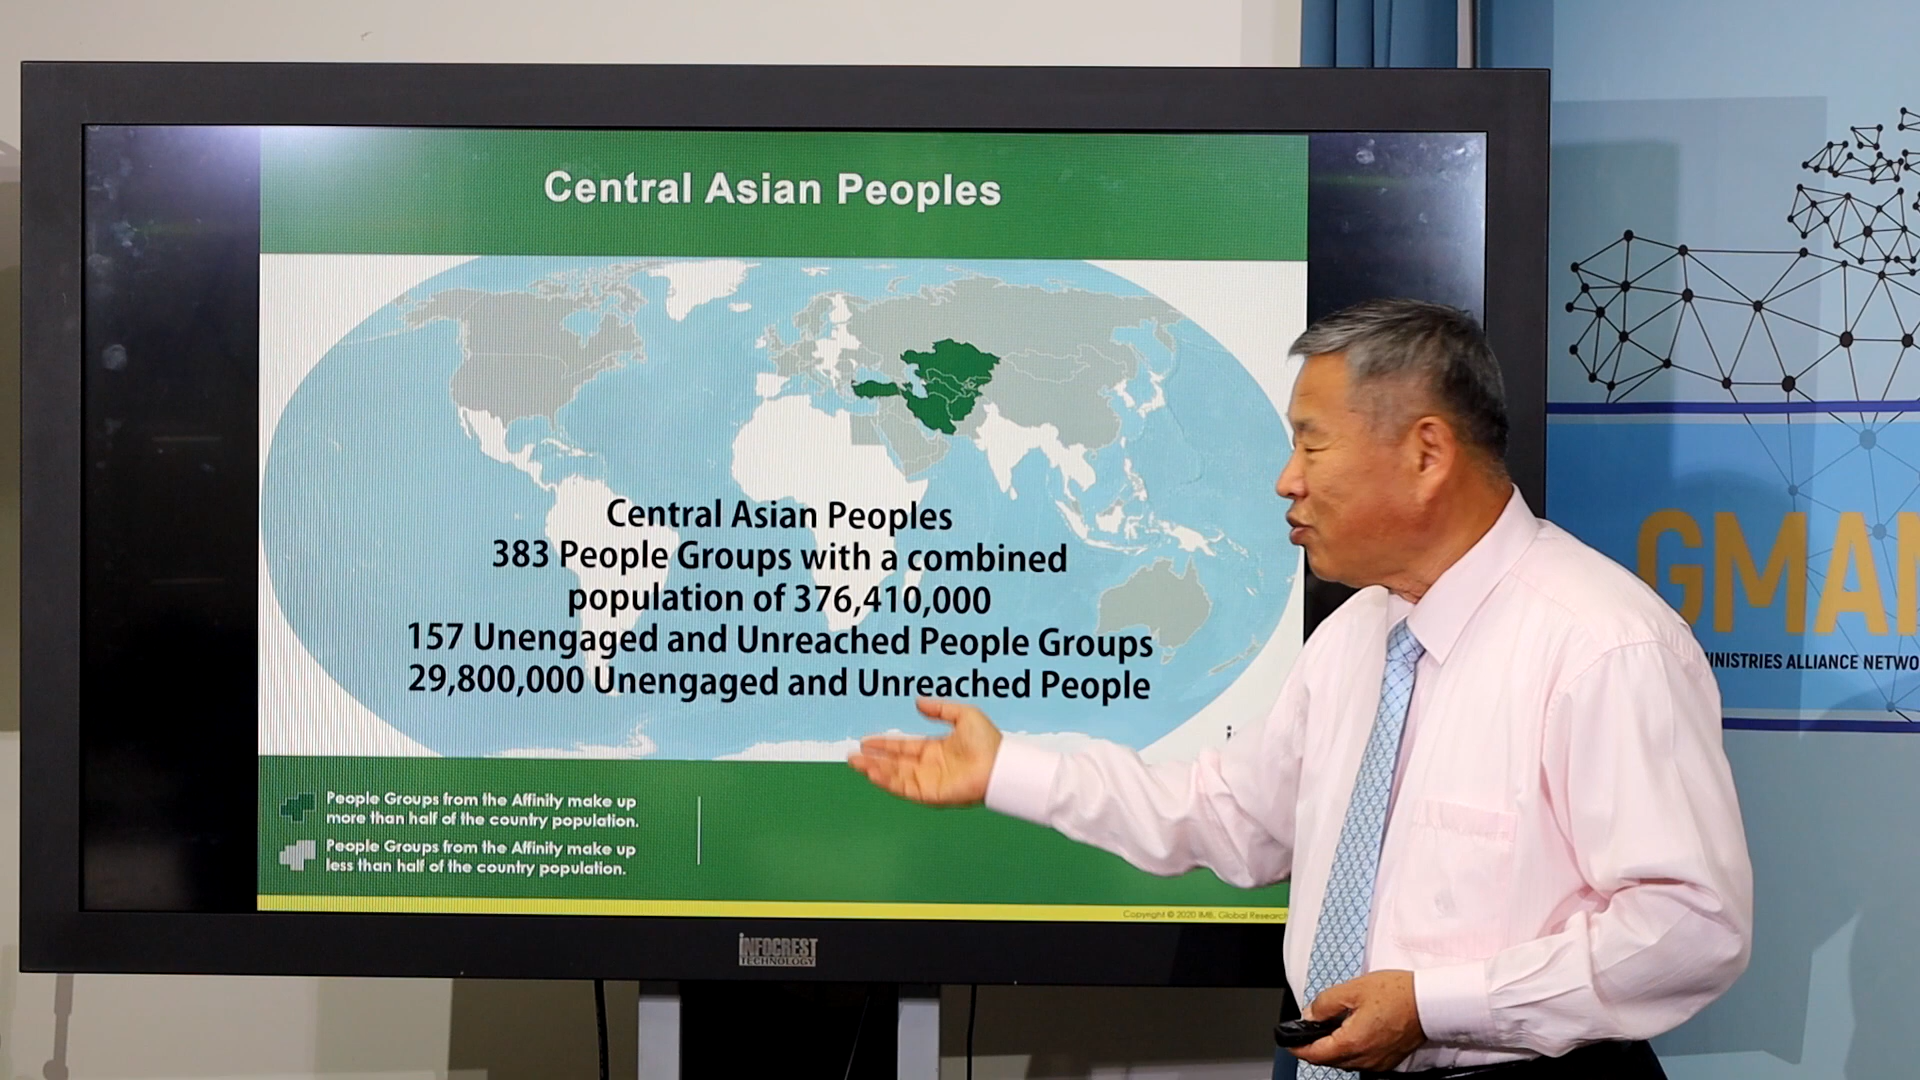 Central Asian Peoples
Central Asian Peoples
383 People Groups with a combined
population of 376,410,000
157 Unengaged and Unreached People Groups
29,800,000 Unengaged and Unreached People
People Groups from the Affinity make up
more than half of the country population.
People Groups from the Affinity make up
less than half of the country population.
Copyright © 2020 IMB, Global Research
INFOCREST
TECHNOLOGY
GMAN
INISTRIES ALLIANCE NETWO